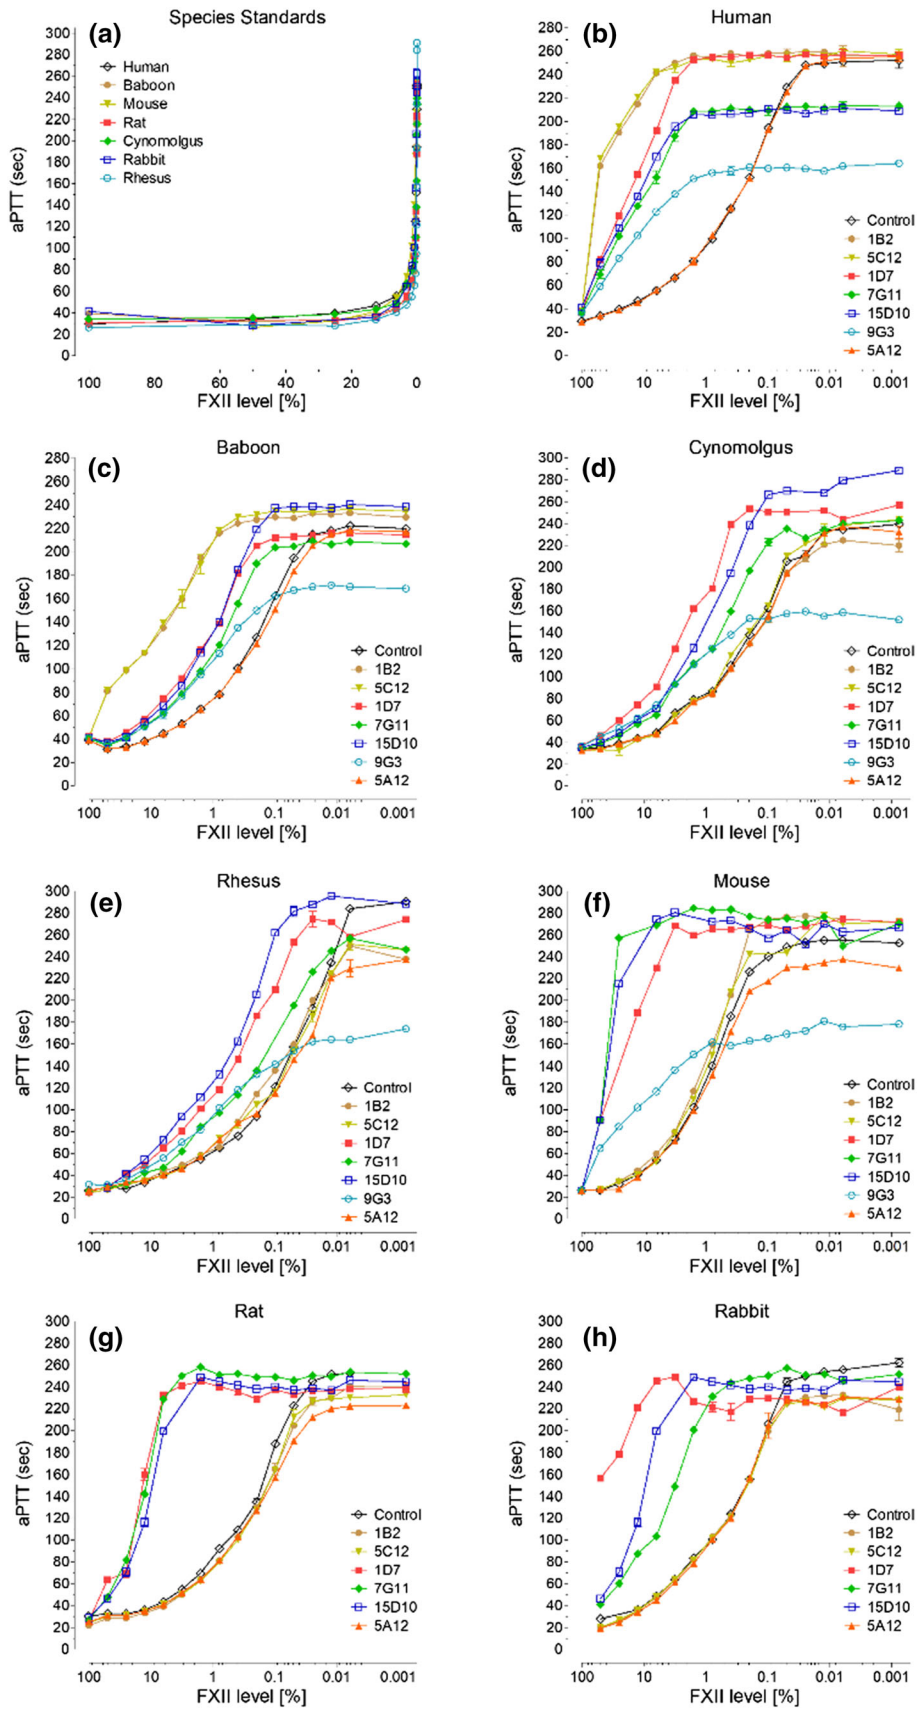 Species Standards
(a)
aPTT (sec)
300
280
260
240
220
200
180
160
140
120
100
80
60
40
20
0
Human
Baboon
Mouse
Rat
Cynomolgus
Rabbit
Rhesus
100 80 60 40 20 0
FXII level [%]
Human
(b)
aPTT (sec)
280
260
240
220
200
180
160
140
120
100
80
60
40
20
0
Control
1B2
5C12
1D7
7G11
15D10
9G3
5A12
100 10 1 0.1 0.01 0.001
FXII level [%]
Baboon
(c)
aPTT (sec)
280
260
240
220
200
180
160
140
120
100
80
60
40
20
0
Control
1B2
5C12
1D7
7G11
15D10
9G3
5A12
100 10 1 0.1 0.01 0.001
FXII level [%]
Cynomolgus
(d)
aPTT (sec)
300
280
260
240
220
200
180
160
140
120
100
80
60
40
20
0
Control
1B2
5C12
1D7
7G11
15D10
9G3
5A12
100 10 1 0.1 0.01 0.001
FXII level [%]
Rhesus
(e)
aPTT (sec)
300
280
260
240
220
200
180
160
140
120
100
80
60
40
20
0
Control
1B2
5C12
1D7
7G11
15D10
9G3
5A12
100 10 1 0.1 0.01 0.001
FXII level [%]
Mouse
(f)
aPTT (sec)
300
280
260
240
220
200
180
160
140
120
100
80
60
40
20
0
Control
1B2
5C12
1D7
7G11
15D10
9G3
5A12
100 10 1 0.1 0.01 0.001
FXII level [%]
Rat
(g)
aPTT (sec)
300
280
260
240
220
200
180
160
140
120
100
80
60
40
20
0
Control
1B2
5C12
1D7
7G11
15D10
5A12
100 10 1 0.1 0.01 0.001
FXII level [%]
Rabbit
(h)
aPTT (sec)
300
280
260
240
220
200
180
160
140
120
100
80
60
40
20
0
Control
1B2
5C12
1D7
7G11
15D10
5A12
100 10 1 0.1 0.01 0.001
FXII level [%]